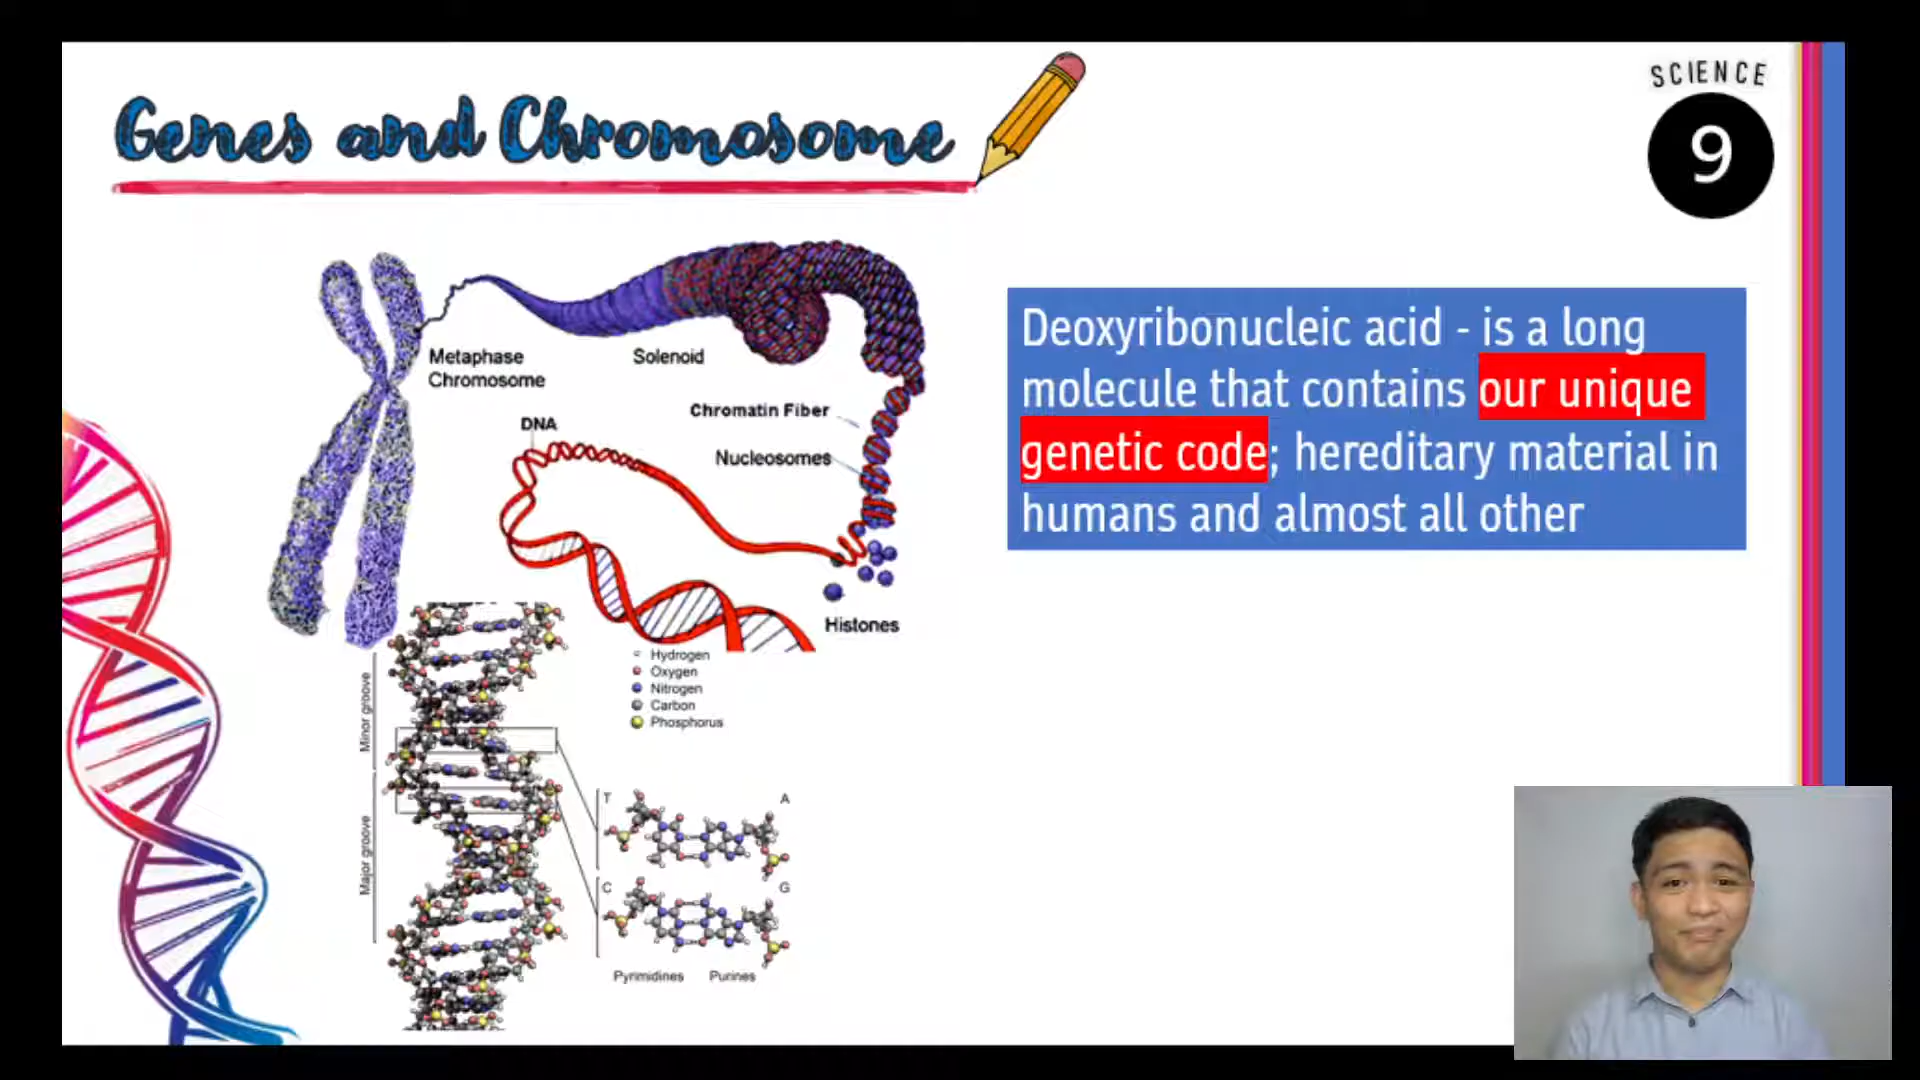 Genes and Chromosome
SCIENCE
9
Metaphase
Chromosome
Solenoid
Chromatin Fiber
DNA
Nucleosomes
Histones
Deoxyribonucleic acid - is a long
molecule that contains our unique
genetic code; hereditary material in
humans and almost all other
Hydrogen
Oxygen
Nitrogen
Carbon
Phosphorus
Minor groove
Major groove
T A
C G
Pyrimidines Purines